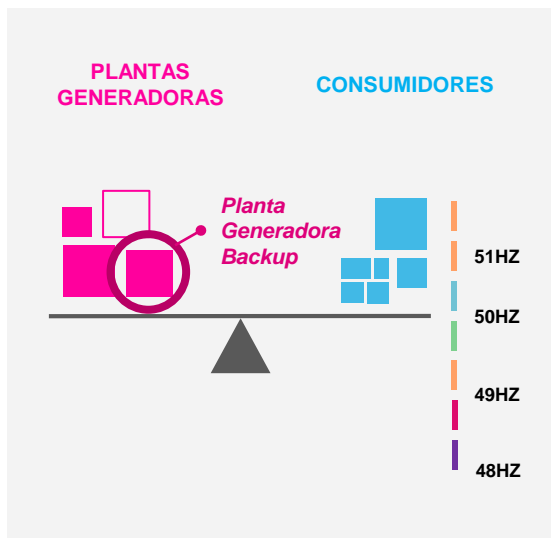 PLANTAS
GENERADORAS
CONSUMIDORES
Planta
Generadora
Backup
51HZ
50HZ
49HZ
48HZ